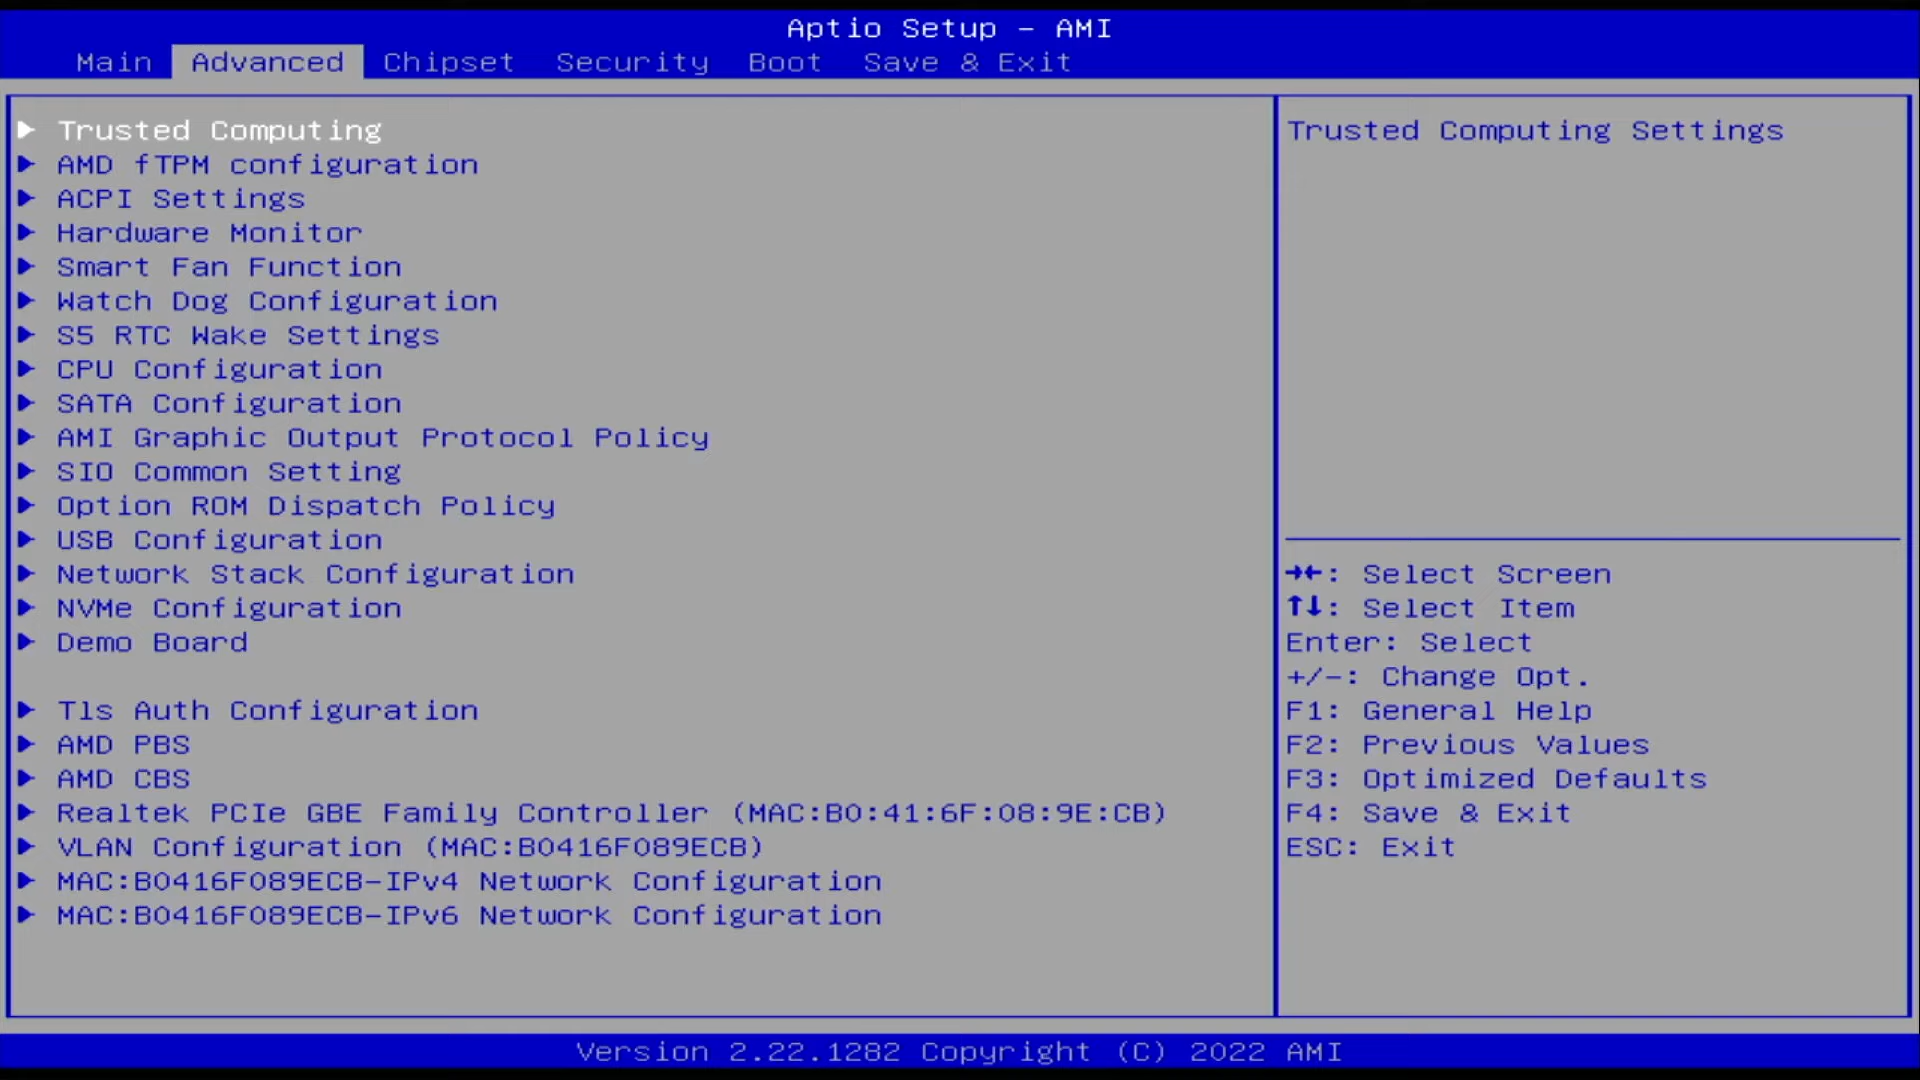 Aptio Setup – AMI
Main Advanced Chipset Security Boot Save & Exit
Trusted Computing
AMD fTPM configuration
ACPI Settings
Hardware Monitor
Smart Fan Function
Watch Dog Configuration
S5 RTC Wake Settings
CPU Configuration
SATA Configuration
AMI Graphic Output Protocol Policy
SIO Common Setting
Option ROM Dispatch Policy
USB Configuration
Network Stack Configuration
NVMe Configuration
Demo Board
Tls Auth Configuration
AMD PBS
AMD CBS
Realtek PCIe GBE Family Controller (MAC:B0:41:6F:08:9E:CB)
VLAN Configuration (MAC:B0416F089ECB)
MAC:B0416F089ECB–IPv4 Network Configuration
MAC:B0416F089ECB–IPv6 Network Configuration
Trusted Computing Settings
→←: Select Screen
↑↓: Select Item
Enter: Select
+/–: Change Opt.
F1: General Help
F2: Previous Values
F3: Optimized Defaults
F4: Save & Exit
ESC: Exit
Version 2.22.1282 Copyright (C) 2022 AMI